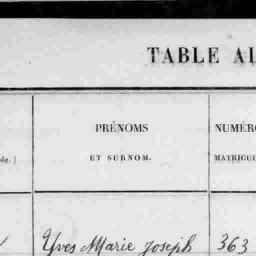 TABLE AL
PRÉNOMS
ET SURNOM.
NUMÉRO
MATRICUL
Yves Marie Joseph 363